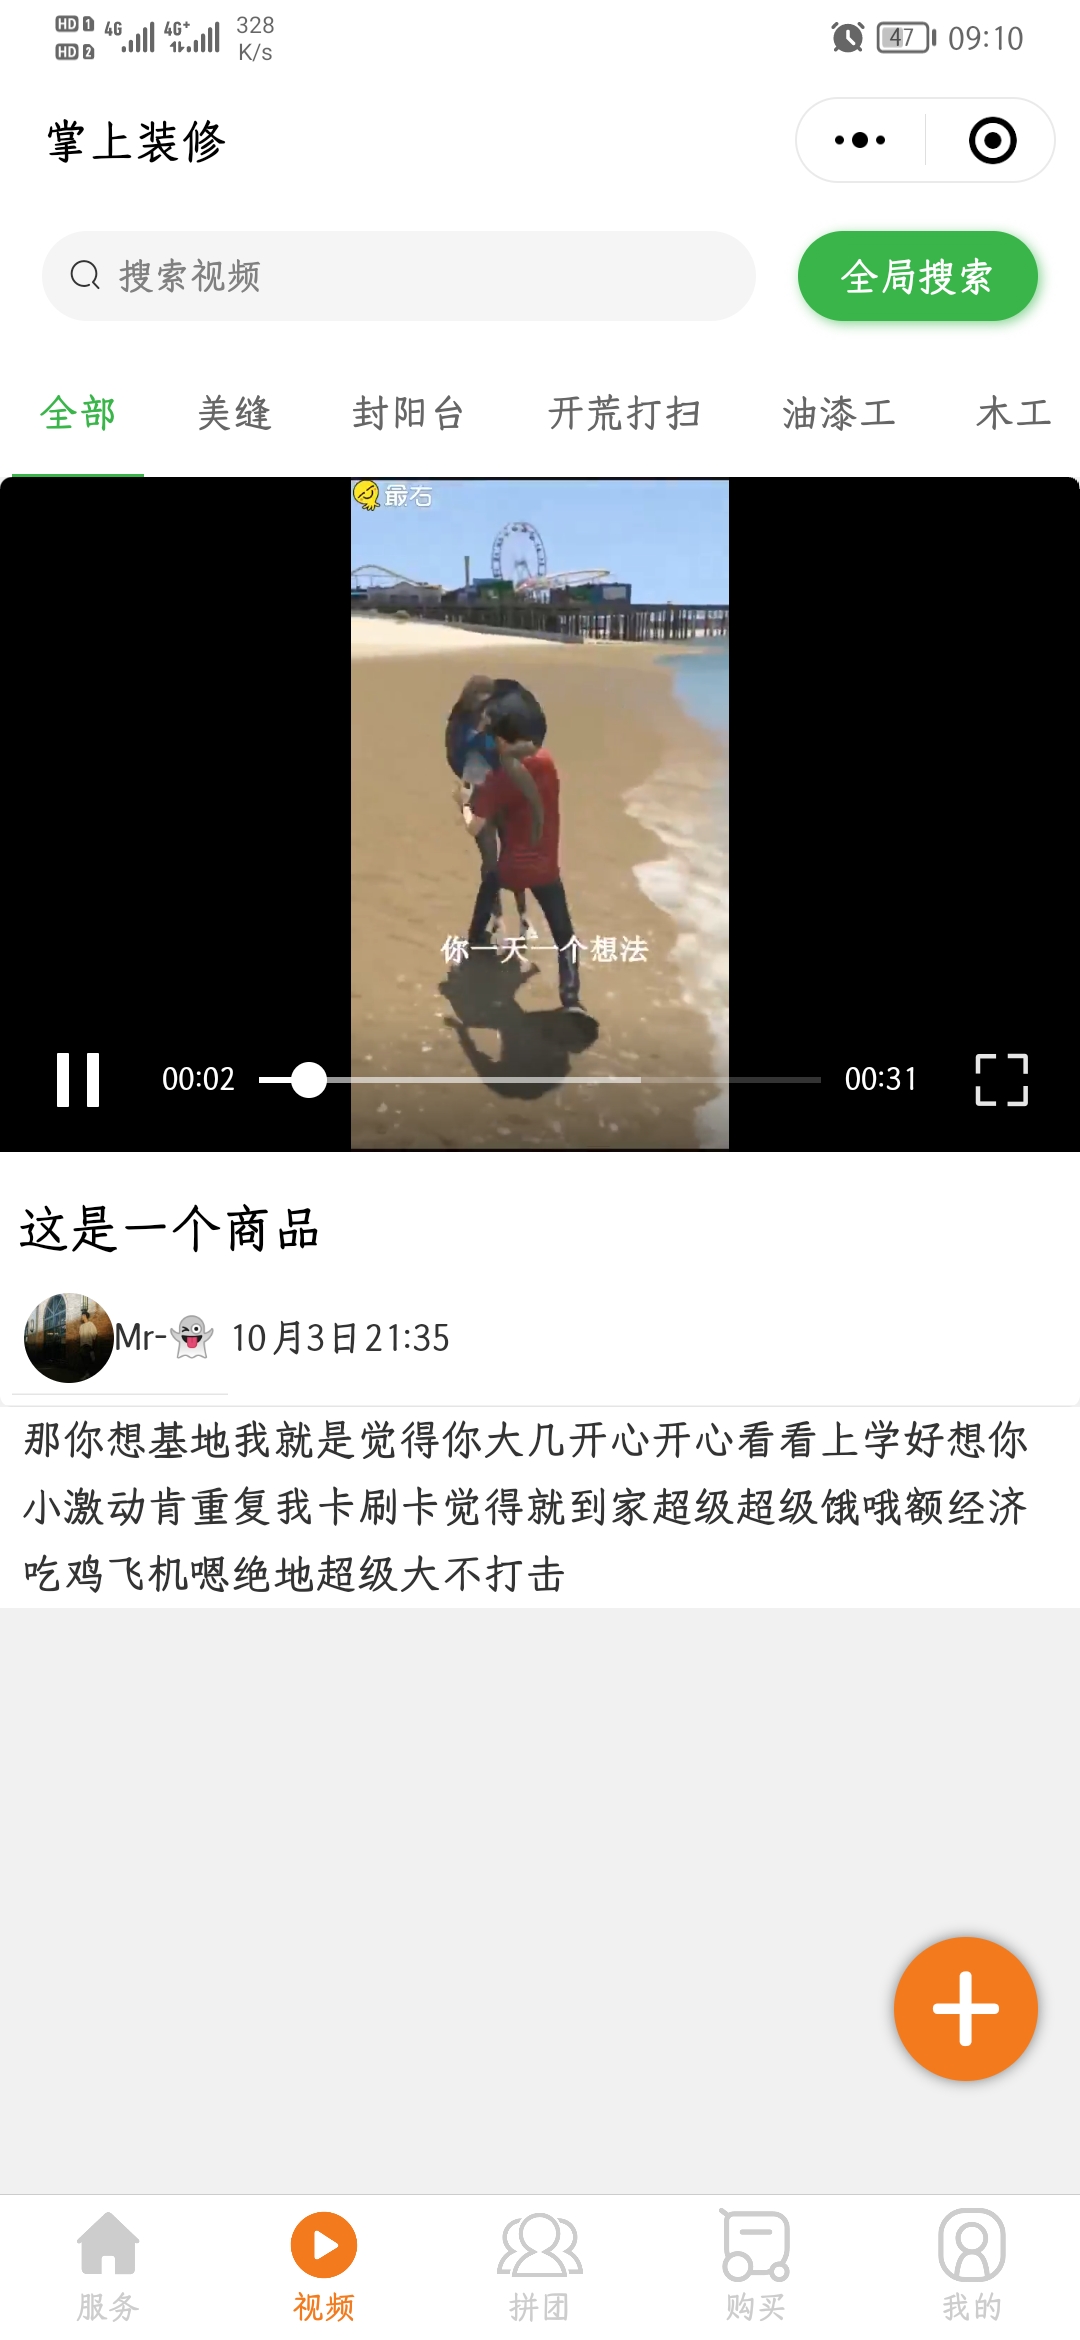 HD 1 4G 4G+ 328
HD 2 K/s
47 09:10
掌上装修
搜索视频 全局搜索
全部 美缝 封阳台 开荒打扫 油漆工 木工
最右
你一天一个想法
00:02 00:31
这是一个商品
Mr-👻 10月3日21:35
那你想基地我就是觉得你大几开心开心看看上学好想你
小激动肯重复我卡刷卡觉得就到家超级超级饿哦额经济
吃鸡飞机嗯绝地超级大不打击
服务 视频 拼团 购买 我的